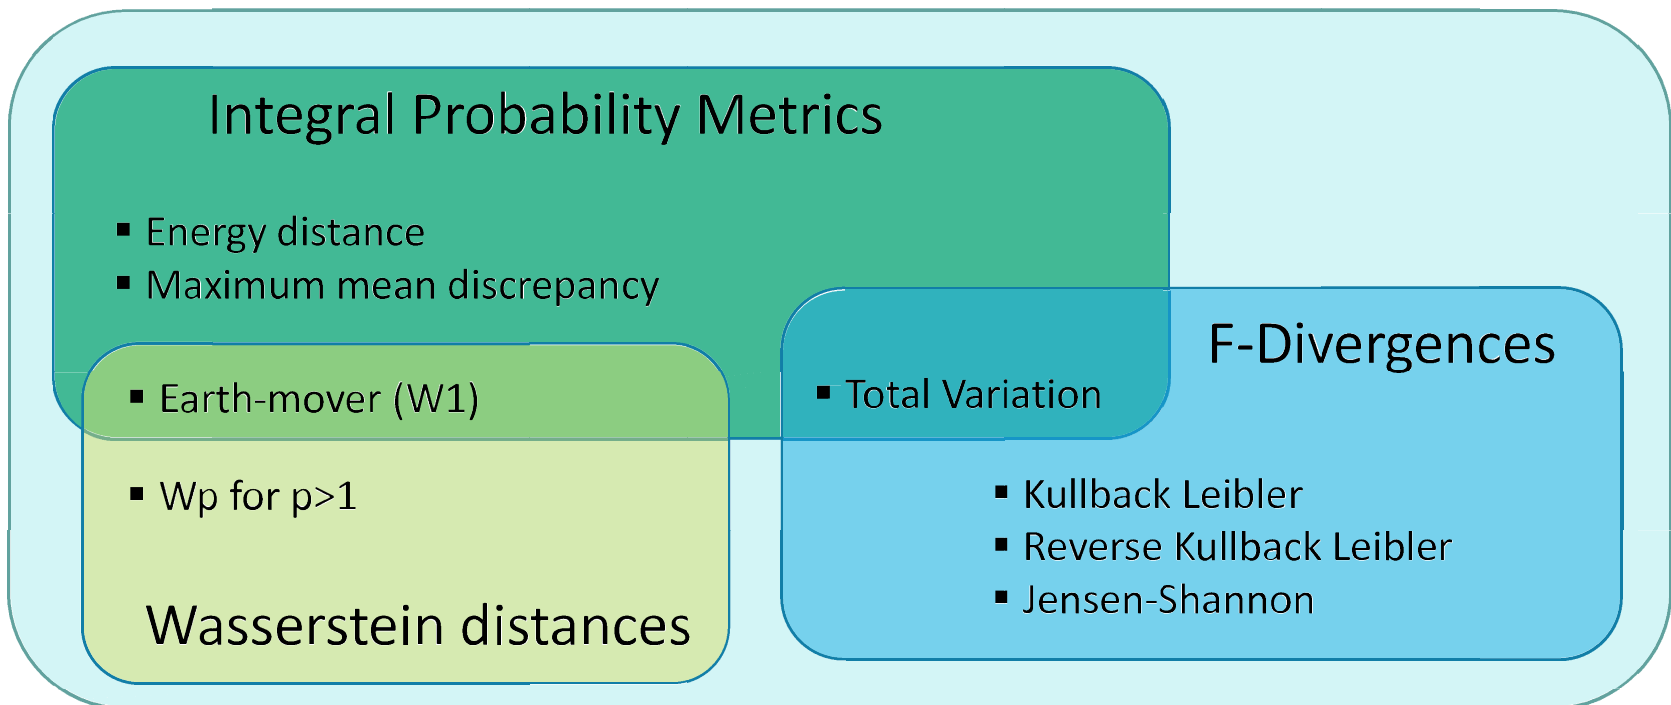 Integral Probability Metrics
▪ Energy distance
▪ Maximum mean discrepancy
F-Divergences
▪ Earth-mover (W1)
▪ Total Variation
▪ Wp for p>1
▪ Kullback Leibler
▪ Reverse Kullback Leibler
▪ Jensen-Shannon
Wasserstein distances